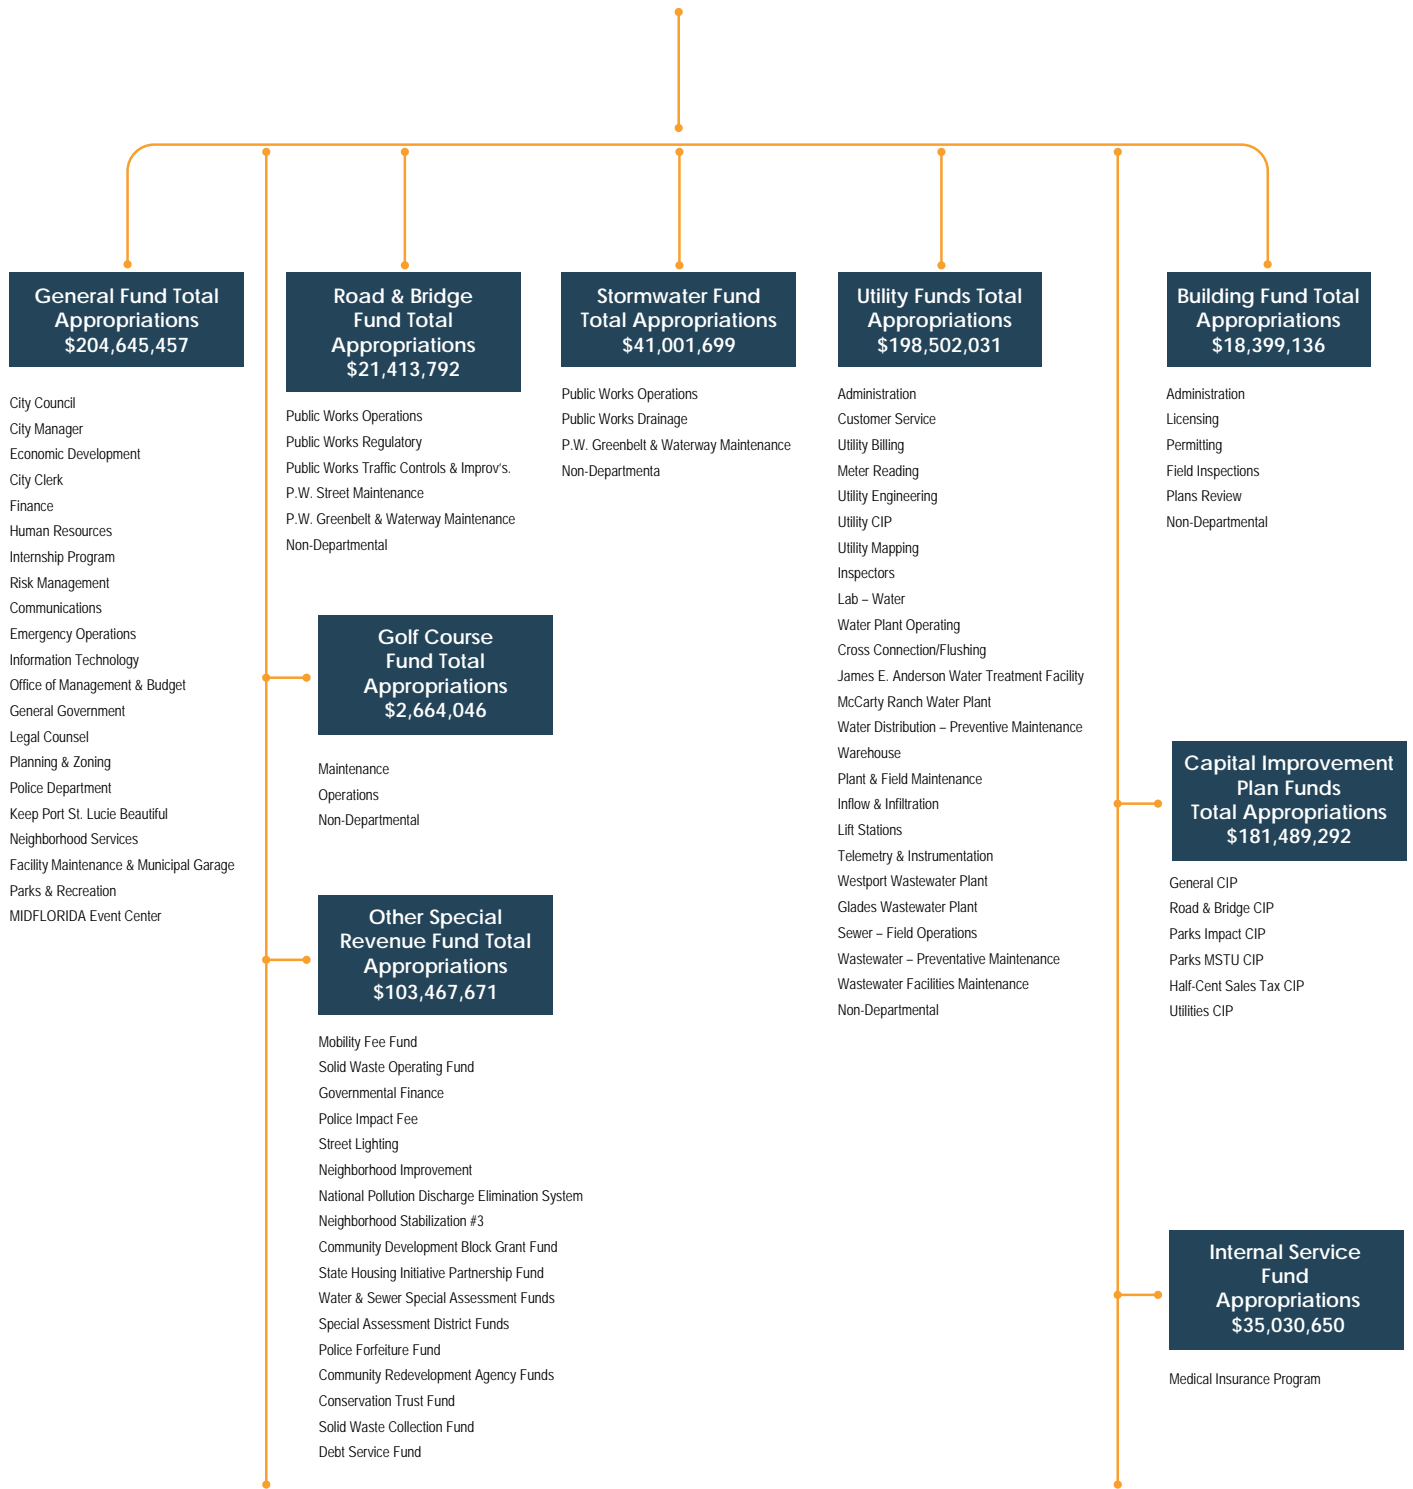 General Fund Total
Appropriations
$204,645,457
City Council
City Manager
Economic Development
City Clerk
Finance
Human Resources
Internship Program
Risk Management
Communications
Emergency Operations
Information Technology
Office of Management & Budget
General Government
Legal Counsel
Planning & Zoning
Police Department
Keep Port St. Lucie Beautiful
Neighborhood Services
Facility Maintenance & Municipal Garage
Parks & Recreation
MIDFLORIDA Event Center
Road & Bridge
Fund Total
Appropriations
$21,413,792
Public Works Operations
Public Works Regulatory
Public Works Traffic Controls & Improv's.
P.W. Street Maintenance
P.W. Greenbelt & Waterway Maintenance
Non-Departmental
Golf Course
Fund Total
Appropriations
$2,664,046
Maintenance
Operations
Non-Departmental
Other Special
Revenue Fund Total
Appropriations
$103,467,671
Mobility Fee Fund
Solid Waste Operating Fund
Governmental Finance
Police Impact Fee
Street Lighting
Neighborhood Improvement
National Pollution Discharge Elimination System
Neighborhood Stabilization #3
Community Development Block Grant Fund
State Housing Initiative Partnership Fund
Water & Sewer Special Assessment Funds
Special Assessment District Funds
Police Forfeiture Fund
Community Redevelopment Agency Funds
Conservation Trust Fund
Solid Waste Collection Fund
Debt Service Fund
Stormwater Fund
Total Appropriations
$41,001,699
Public Works Operations
Public Works Drainage
P.W. Greenbelt & Waterway Maintenance
Non-Departmenta
Utility Funds Total
Appropriations
$198,502,031
Administration
Customer Service
Utility Billing
Meter Reading
Utility Engineering
Utility CIP
Utility Mapping
Inspectors
Lab – Water
Water Plant Operating
Cross Connection/Flushing
James E. Anderson Water Treatment Facility
McCarty Ranch Water Plant
Water Distribution – Preventive Maintenance
Warehouse
Plant & Field Maintenance
Inflow & Infiltration
Lift Stations
Telemetry & Instrumentation
Westport Wastewater Plant
Glades Wastewater Plant
Sewer – Field Operations
Wastewater – Preventative Maintenance
Wastewater Facilities Maintenance
Non-Departmental
Building Fund Total
Appropriations
$18,399,136
Administration
Licensing
Permitting
Field Inspections
Plans Review
Non-Departmental
Capital Improvement
Plan Funds
Total Appropriations
$181,489,292
General CIP
Road & Bridge CIP
Parks Impact CIP
Parks MSTU CIP
Half-Cent Sales Tax CIP
Utilities CIP
Internal Service
Fund
Appropriations
$35,030,650
Medical Insurance Program